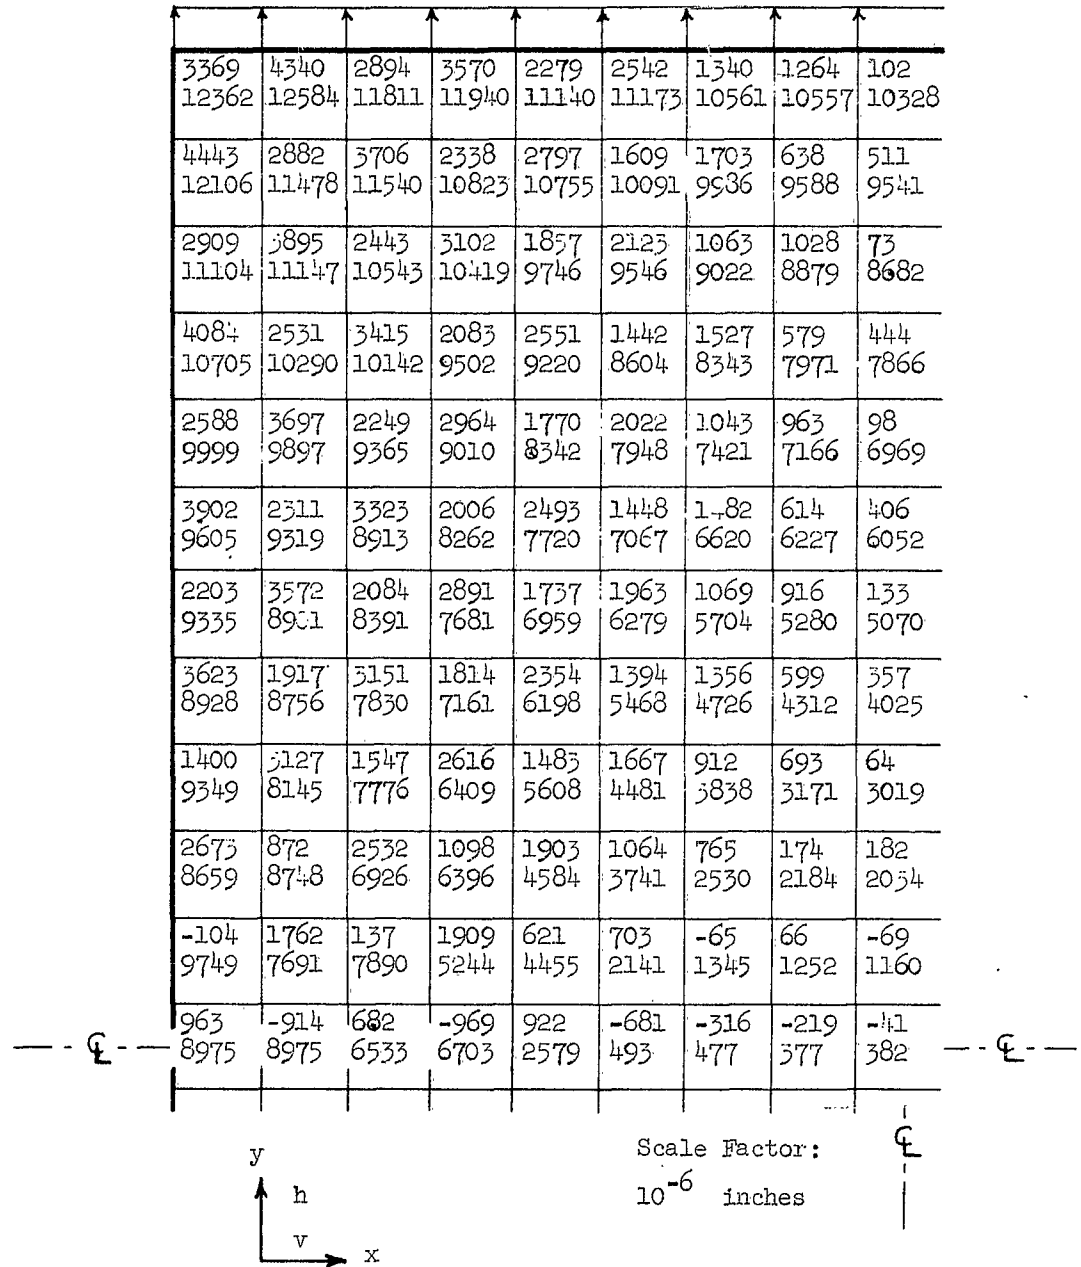 3369 4340 2894 3570 2279 2542 1340 1264 102
12362 12584 11811 11940 11140 11173 10561 10557 10328
4443 2882 3706 2338 2797 1609 1703 638 511
12106 11478 11540 10823 10755 10091 9936 9588 9541
2909 3895 2443 3102 1857 2123 1063 1028 73
11104 11147 10543 10419 9746 9546 9022 8879 8682
4084 2531 3415 2083 2551 1442 1527 579 444
10705 10290 10142 9502 9220 8604 8343 7971 7866
2588 3697 2249 2964 1770 2022 1043 963 98
9999 9897 9365 9010 8342 7948 7421 7166 6969
3902 2311 3323 2006 2493 1448 1482 614 406
9605 9319 8913 8262 7720 7067 6620 6227 6052
2203 3572 2084 2891 1737 1963 1069 916 133
9335 8391 7681 6959 6279 5704 5280 5070
3623 1917 3151 1814 2354 1394 1356 599 357
8928 8756 7830 7161 6198 5468 4726 4312 4025
1400 3127 1547 2616 1483 1667 912 693 64
9349 8145 7776 6409 5608 4481 3838 3171 3019
2673 872 2532 1098 1903 1064 765 174 182
8659 8748 6926 6396 4584 3741 2530 2184 2034
-104 1762 137 1909 621 703 -65 66 -69
9749 7691 7890 5244 4455 2141 1345 1252 1160
963 -914 682 -969 922 -681 -316 -219 -41
℄ 8975 8975 6533 6703 2579 493 477 377 382 ℄
℄
Scale Factor:
10⁻⁶ inches
y
h
v
x